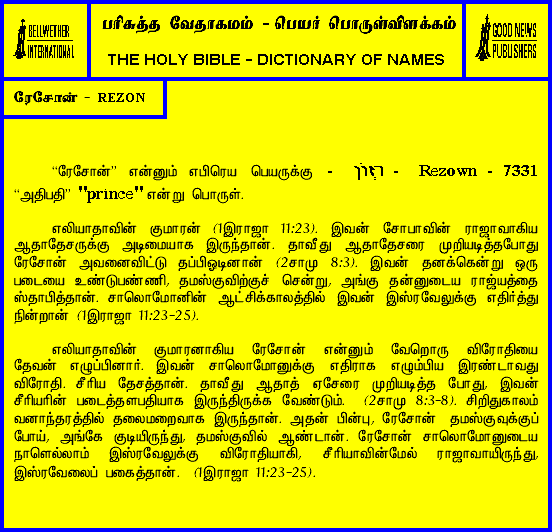 BELLWETHER
INTERNATIONAL
பரிசுத்த வேதாகமம் - பெயர் பொருள்விளக்கம்
THE HOLY BIBLE - DICTIONARY OF NAMES
GOOD NEWS
PUBLISHERS
ரேசோன் - REZON
“ரேசோன்” என்னும் எபிரெய பெயருக்கு - רְזוֹן - Rezown - 7331
“அதிபதி” "prince" என்று பொருள்.
எலியாதாவின் குமாரன் (1இராஜா 11:23). இவன் சோபாவின் ராஜாவாகிய
ஆதாதேசருக்கு அடிமையாக இருந்தான். தாவீது ஆதாதேசரை முறியடித்தபோது
ரேசோன் அவனைவிட்டு தப்பிஓடினான் (2சாமு 8:3). இவன் தனக்கென்று ஒரு
படையை உண்டுபண்ணி, தமஸ்குவிற்குச் சென்று, அங்கு தன்னுடைய ராஜ்யத்தை
ஸ்தாபித்தான். சாலொமோனின் ஆட்சிக்காலத்தில் இவன் இஸ்ரவேலுக்கு எதிர்த்து
நின்றான் (1இராஜா 11:23-25).
எலியாதாவின் குமாரனாகிய ரேசோன் என்னும் வேறொரு விரோதியை
தேவன் எழுப்பினார். இவன் சாலொமோனுக்கு எதிராக எழும்பிய இரண்டாவது
விரோதி. சீரிய தேசத்தான். தாவீது ஆதாத் ஏசேரை முறியடித்த போது, இவன்
சீரியரின் படைத்தளபதியாக இருந்திருக்க வேண்டும். (2சாமு 8:3-8). சிறிதுகாலம்
வனாந்தரத்தில் தலைமறைவாக இருந்தான். அதன் பின்பு, ரேசோன் தமஸ்குவுக்குப்
போய், அங்கே குடியிருந்து, தமஸ்குவில் ஆண்டான். ரேசோன் சாலொமோனுடைய
நாளெல்லாம் இஸ்ரவேலுக்கு விரோதியாகி, சீரியாவின்மேல் ராஜாவாயிருந்து,
இஸ்ரவேலைப் பகைத்தான். (1இராஜா 11:23-25).